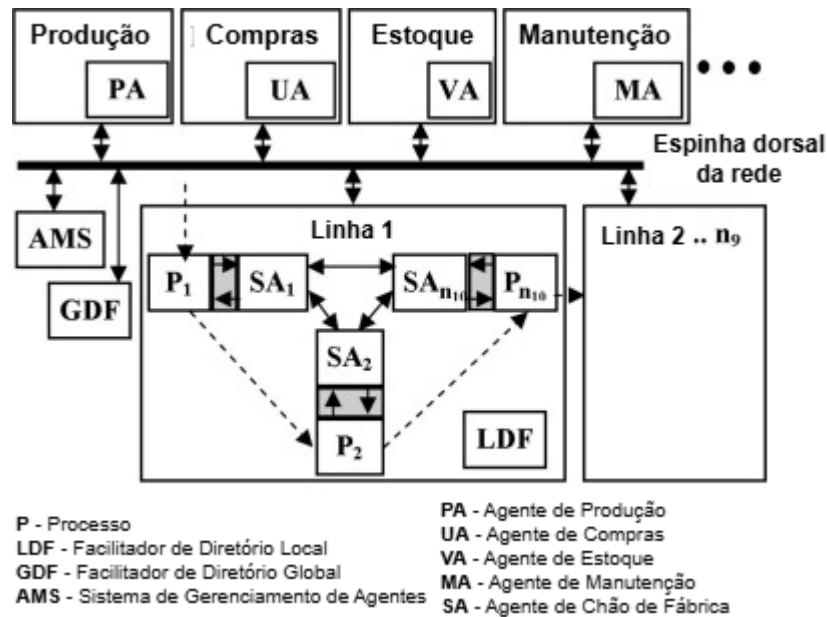 Produção Compras Estoque Manutenção
PA UA VA MA
Espinha dorsal
da rede
AMS
GDF
Linha 1
Linha 2 .. n9
P1 SA1 SAn10 Pn10
SA2
P2
LDF
P - Processo
LDF - Facilitador de Diretório Local
GDF - Facilitador de Diretório Global
AMS - Sistema de Gerenciamento de Agentes
PA - Agente de Produção
UA - Agente de Compras
VA - Agente de Estoque
MA - Agente de Manutenção
SA - Agente de Chão de Fábrica